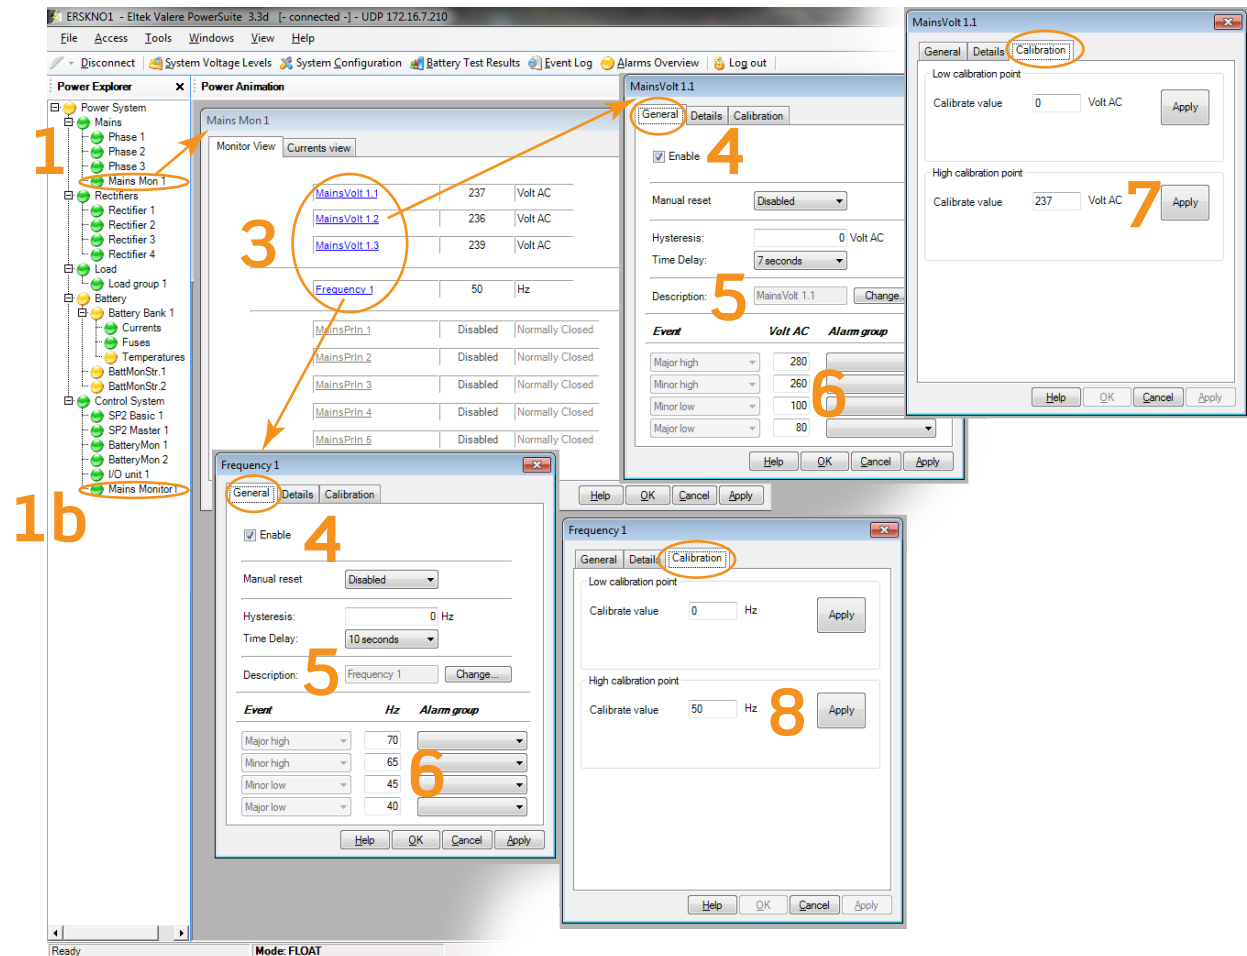 ERSKNO1 - Eltek Valere PowerSuite 3.3d [- connected -] - UDP 172.16.7.210
File Access Tools Windows View Help
Disconnect System Voltage Levels System Configuration Battery Test Results Event Log Alarms Overview Log out
Power Explorer x
Power System
Mains
Phase 1
Phase 2
Phase 3
Mains Mon 1
Rectifiers
Rectifier 1
Rectifier 2
Rectifier 3
Rectifier 4
Load
Load group 1
Battery
Battery Bank 1
Currents
Fuses
Temperatures
BattMonStr.1
BattMonStr.2
Control System
SP2 Basic 1
SP2 Master 1
BatteryMon 1
BatteryMon 2
I/O unit 1
Mains Monitor1
1
1b
Power Animation
Mains Mon 1
Monitor View Currents view
MainsVolt 1.1 237 Volt AC
MainsVolt 1.2 236 Volt AC
MainsVolt 1.3 239 Volt AC
3
Frequency 1 50 Hz
MainsPrIn 1 Disabled Normally Closed
MainsPrIn 2 Disabled Normally Closed
MainsPrIn 3 Disabled Normally Closed
MainsPrIn 4 Disabled Normally Closed
MainsPrIn 5 Disabled Normally Closed
Help OK Cancel Apply
MainsVolt 1.1
General Details Calibration
Enable
4
Manual reset Disabled
Hysteresis: 0 Volt AC
Time Delay: 7 seconds
5
Description: MainsVolt 1.1 Change..
Event Volt AC Alarm group
Major high 280
Minor high 260
Minor low 100
Major low 80
6
Help OK Cancel Apply
MainsVolt 1.1
General Details Calibration
Low calibration point
Calibrate value 0 Volt AC Apply
High calibration point
Calibrate value 237 Volt AC Apply
7
Help OK Cancel Apply
Frequency 1
General Details Calibration
Enable
4
Manual reset Disabled
Hysteresis: 0 Hz
Time Delay: 10 seconds
5
Description: Frequency 1 Change...
Event Hz Alarm group
Major high 70
Minor high 65
Minor low 45
Major low 40
6
Help OK Cancel Apply
Frequency 1
General Details Calibration
Low calibration point
Calibrate value 0 Hz Apply
High calibration point
Calibrate value 50 Hz Apply
8
Help OK Cancel Apply
Ready Mode: FLOAT